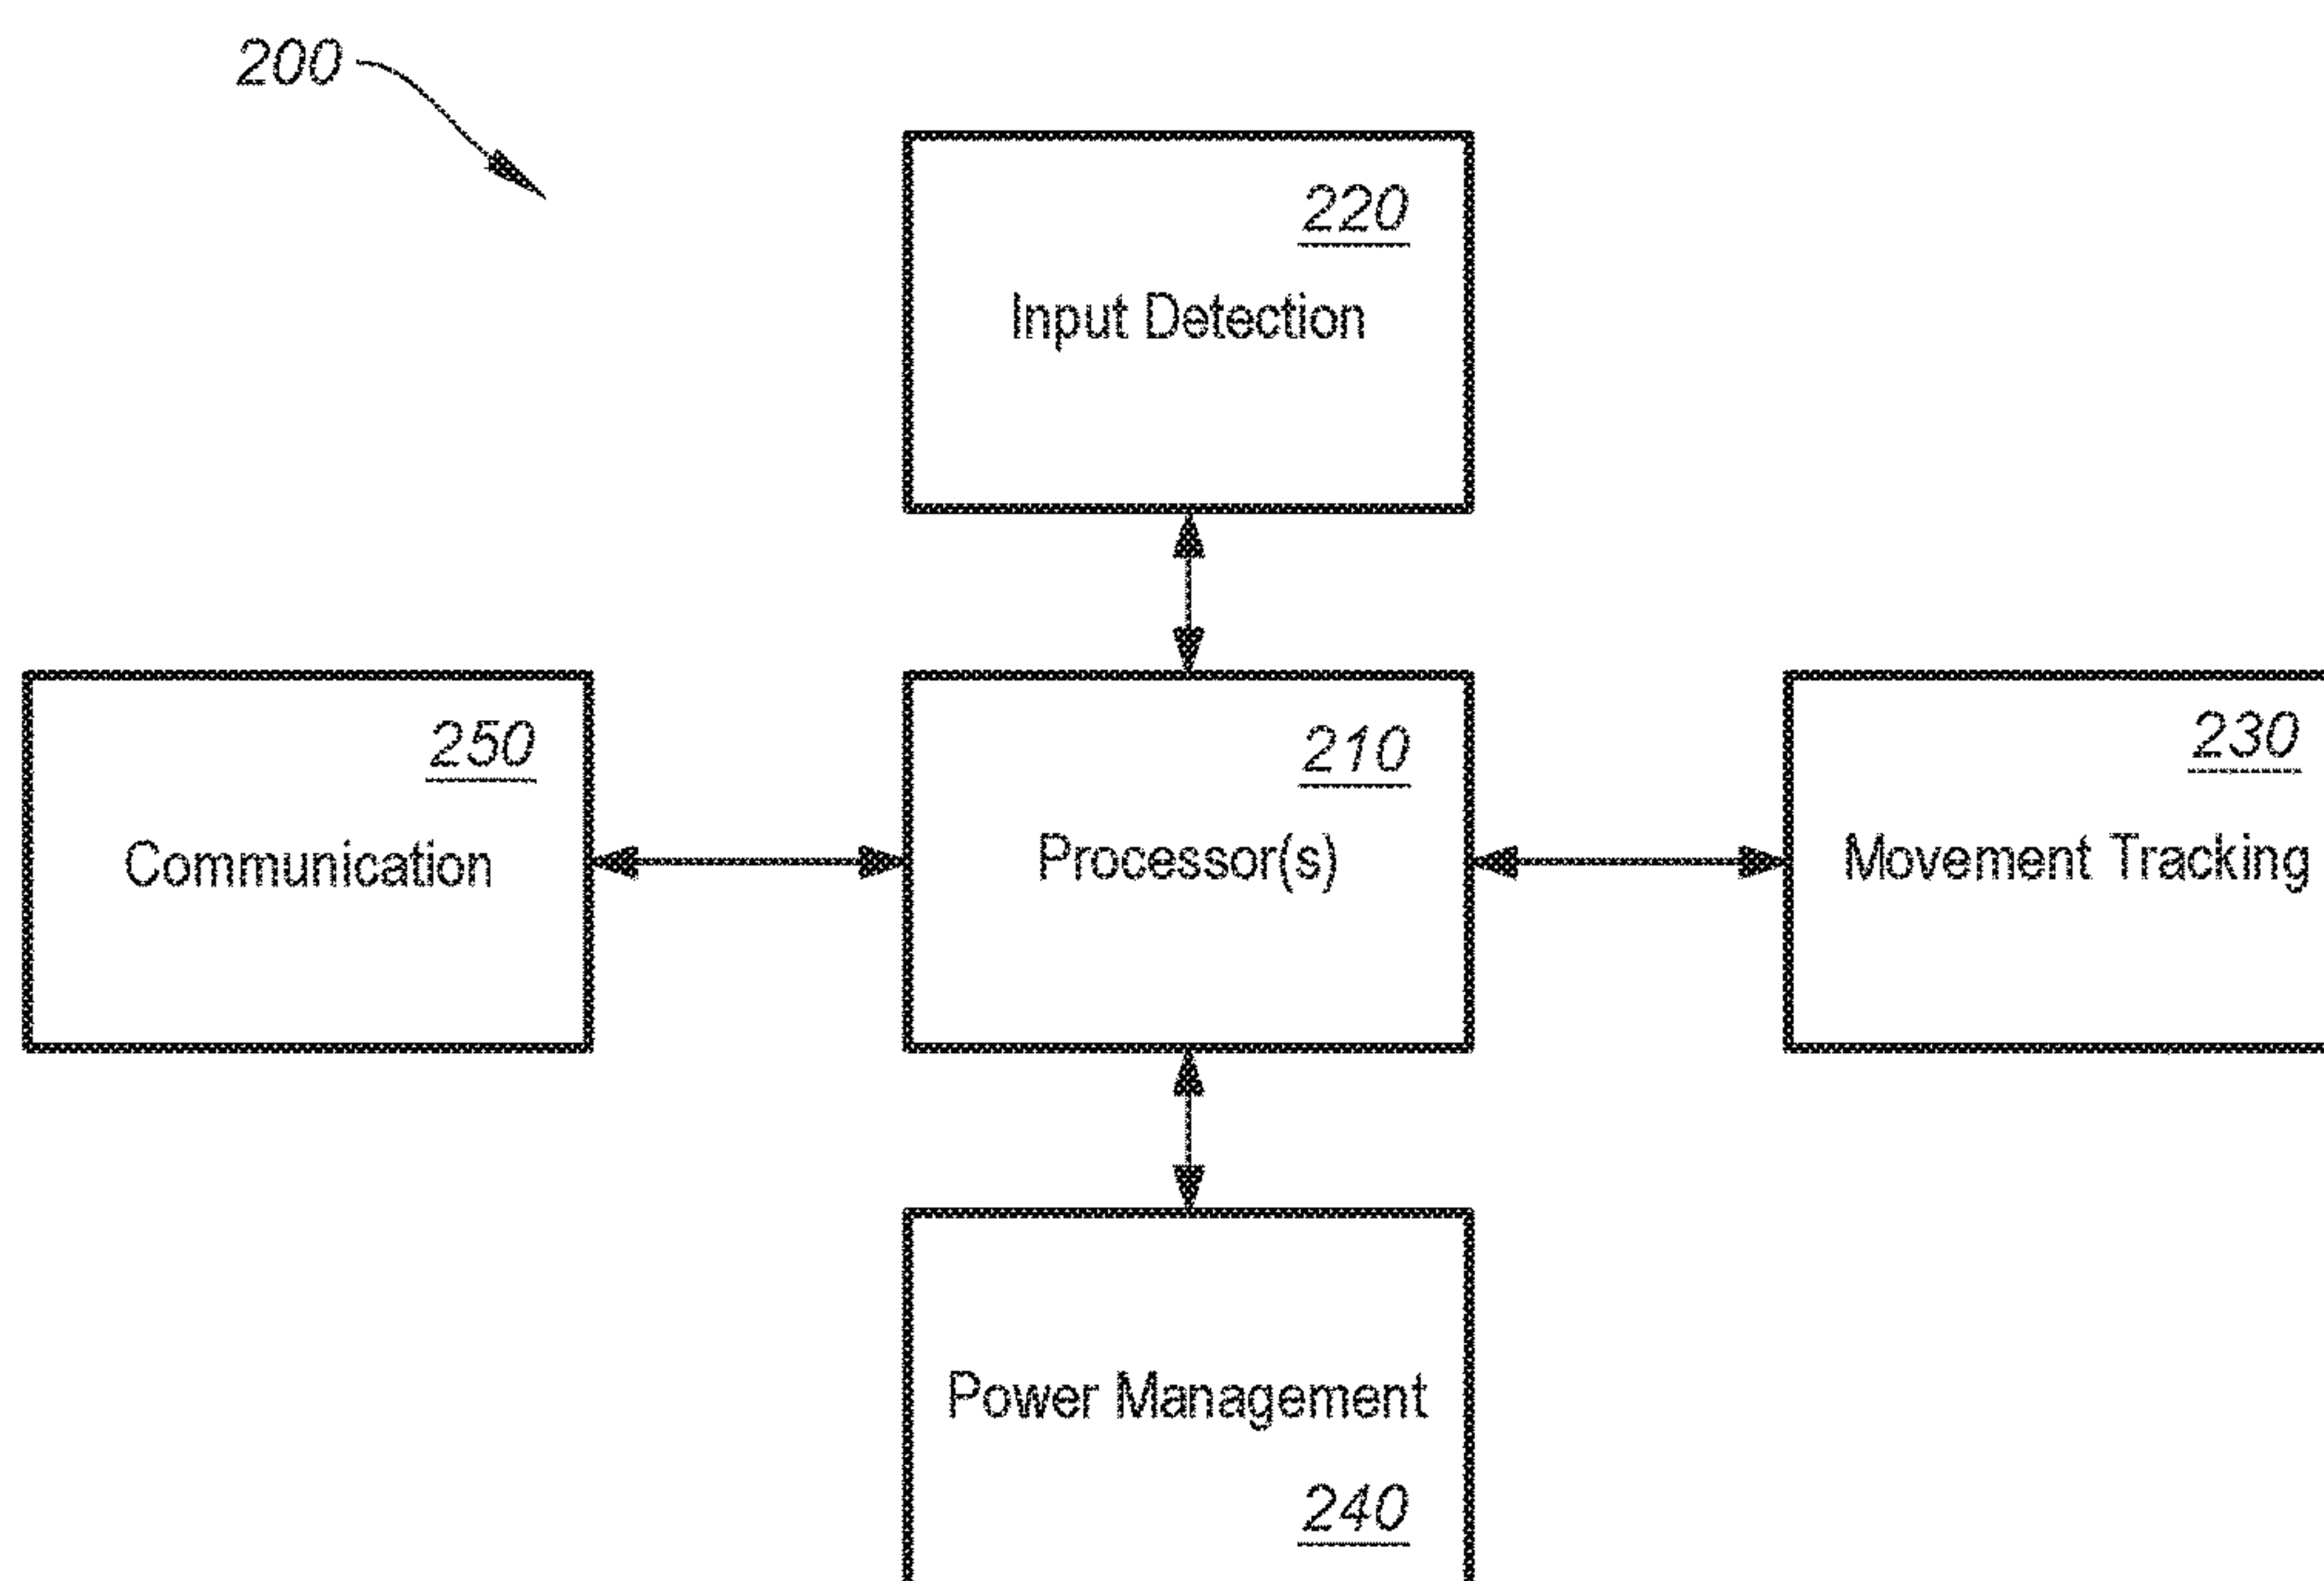 200
220
Input Detection
250
Communication
210
Processor(s)
230
Movement Tracking
Power Management
240